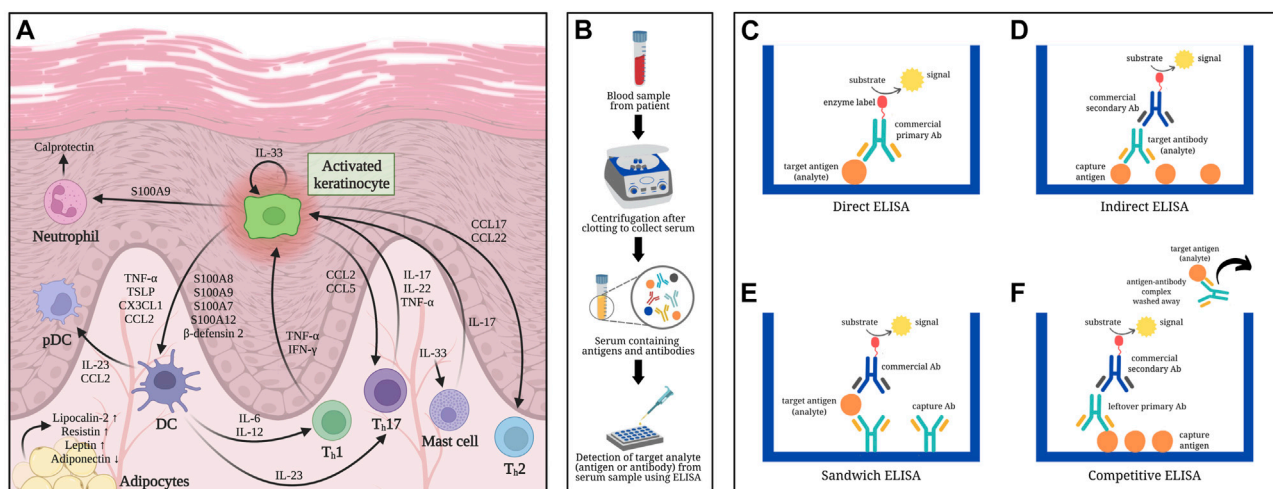 A
IL-33
Activated
keratinocyte
Calprotectin
S100A9
Neutrophil
CCL17
CCL22
TNF-α
TSLP
CX3CL1
CCL2
S100A8
S100A9
S100A7
S100A12
β-defensin 2
CCL2
CCL5
IL-17
IL-22
TNF-α
IL-17
TNF-α
IFN-γ
pDC
IL-23
CCL2
IL-33
DC
IL-6
IL-12
Th1
Th17
Mast cell
Th2
Lipocalin-2 ↑
Resistin ↑
Leptin ↑
Adiponectin ↓
IL-23
Adipocytes
B
Blood sample
from patient
Centrifugation after
clotting to collect serum
Serum containing
antigens and antibodies
Detection of target analyte
(antigen or antibody) from
serum sample using ELISA
C
substrate
signal
enzyme label
commercial
primary Ab
target antigen
(analyte)
Direct ELISA
D
substrate
signal
commercial
secondary Ab
target antibody
(analyte)
capture
antigen
Indirect ELISA
E
substrate
signal
commercial Ab
target antigen
(analyte)
capture Ab
Sandwich ELISA
F
target antigen
(analyte)
antigen-antibody
complex
washed away
substrate
signal
commercial
secondary Ab
leftover primary Ab
capture
antigen
Competitive ELISA